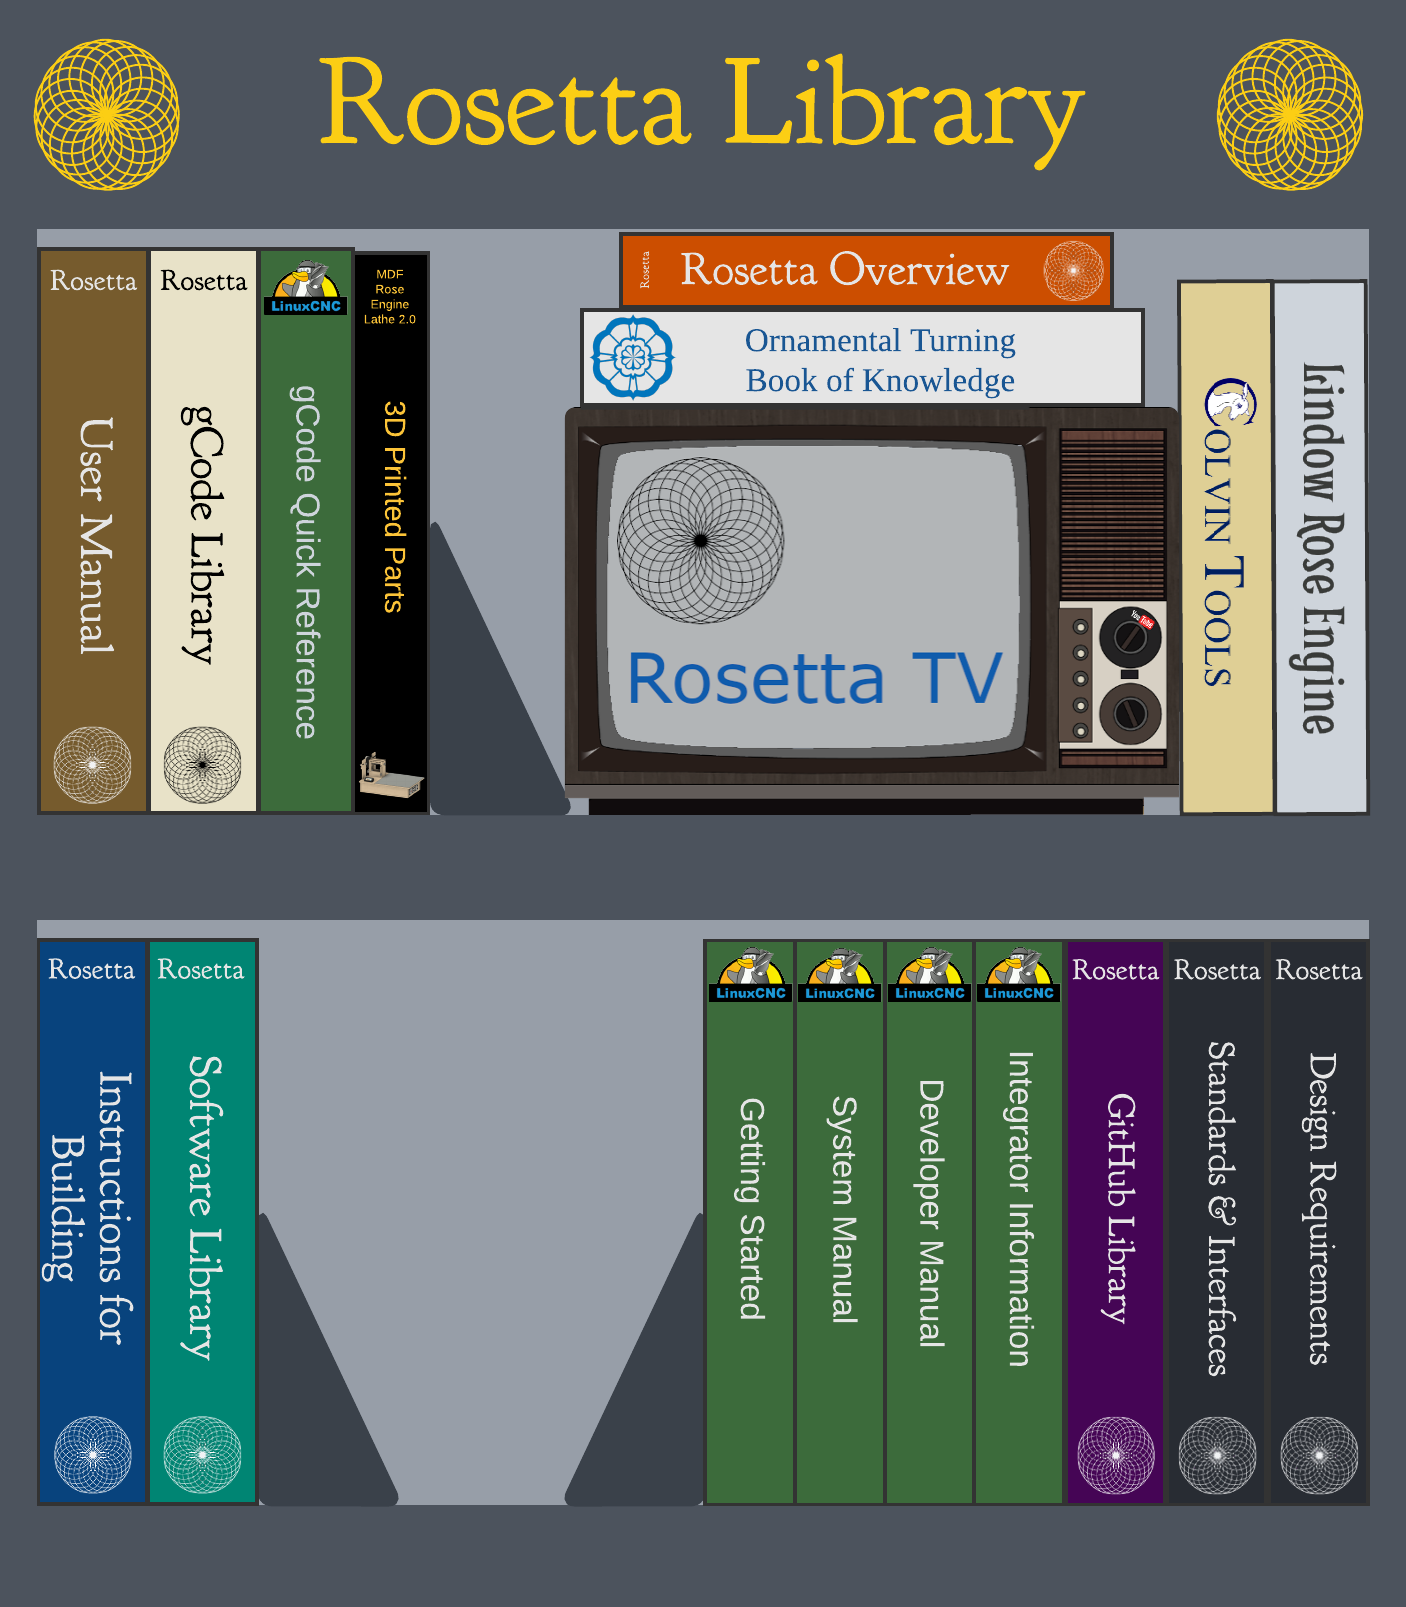 Rosetta Library
Rosetta
User Manual
Rosetta
gCode Library
LinuxCNC
gCode Quick Reference
MDF
Rose
Engine
Lathe 2.0
3D Printed Parts
Rosetta
Rosetta Overview
Ornamental Turning
Book of Knowledge
Rosetta TV
You Tube
COLVIN TOOLS
Lindow Rose Engine
Rosetta
Instructions for
Building
Rosetta
Software Library
LinuxCNC
Getting Started
LinuxCNC
System Manual
LinuxCNC
Developer Manual
LinuxCNC
Integrator Information
Rosetta
GitHub Library
Rosetta
Standards & Interfaces
Rosetta
Design Requirements